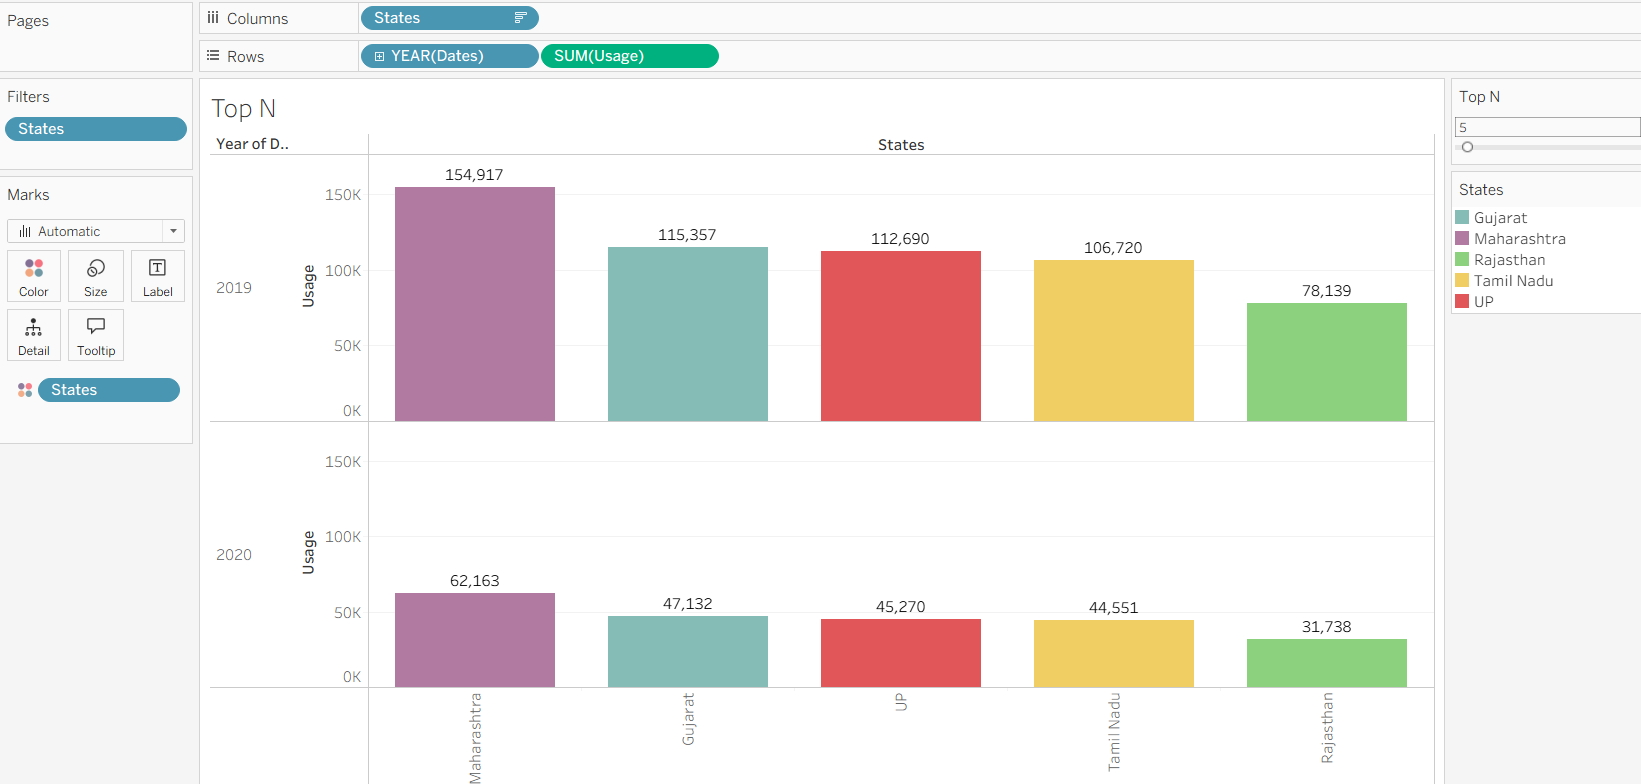 Pages
Columns
States
Rows
YEAR(Dates)
SUM(Usage)
Filters
States
Marks
Automatic
Color
Size
Label
Detail
Tooltip
States
Top N
Year of D..
States
2019
Usage
150K
100K
50K
0K
154,917
115,357
112,690
106,720
78,139
2020
Usage
150K
100K
50K
0K
62,163
47,132
45,270
44,551
31,738
Maharashtra
Gujarat
UP
Tamil Nadu
Rajasthan
Top N
5
States
Gujarat
Maharashtra
Rajasthan
Tamil Nadu
UP